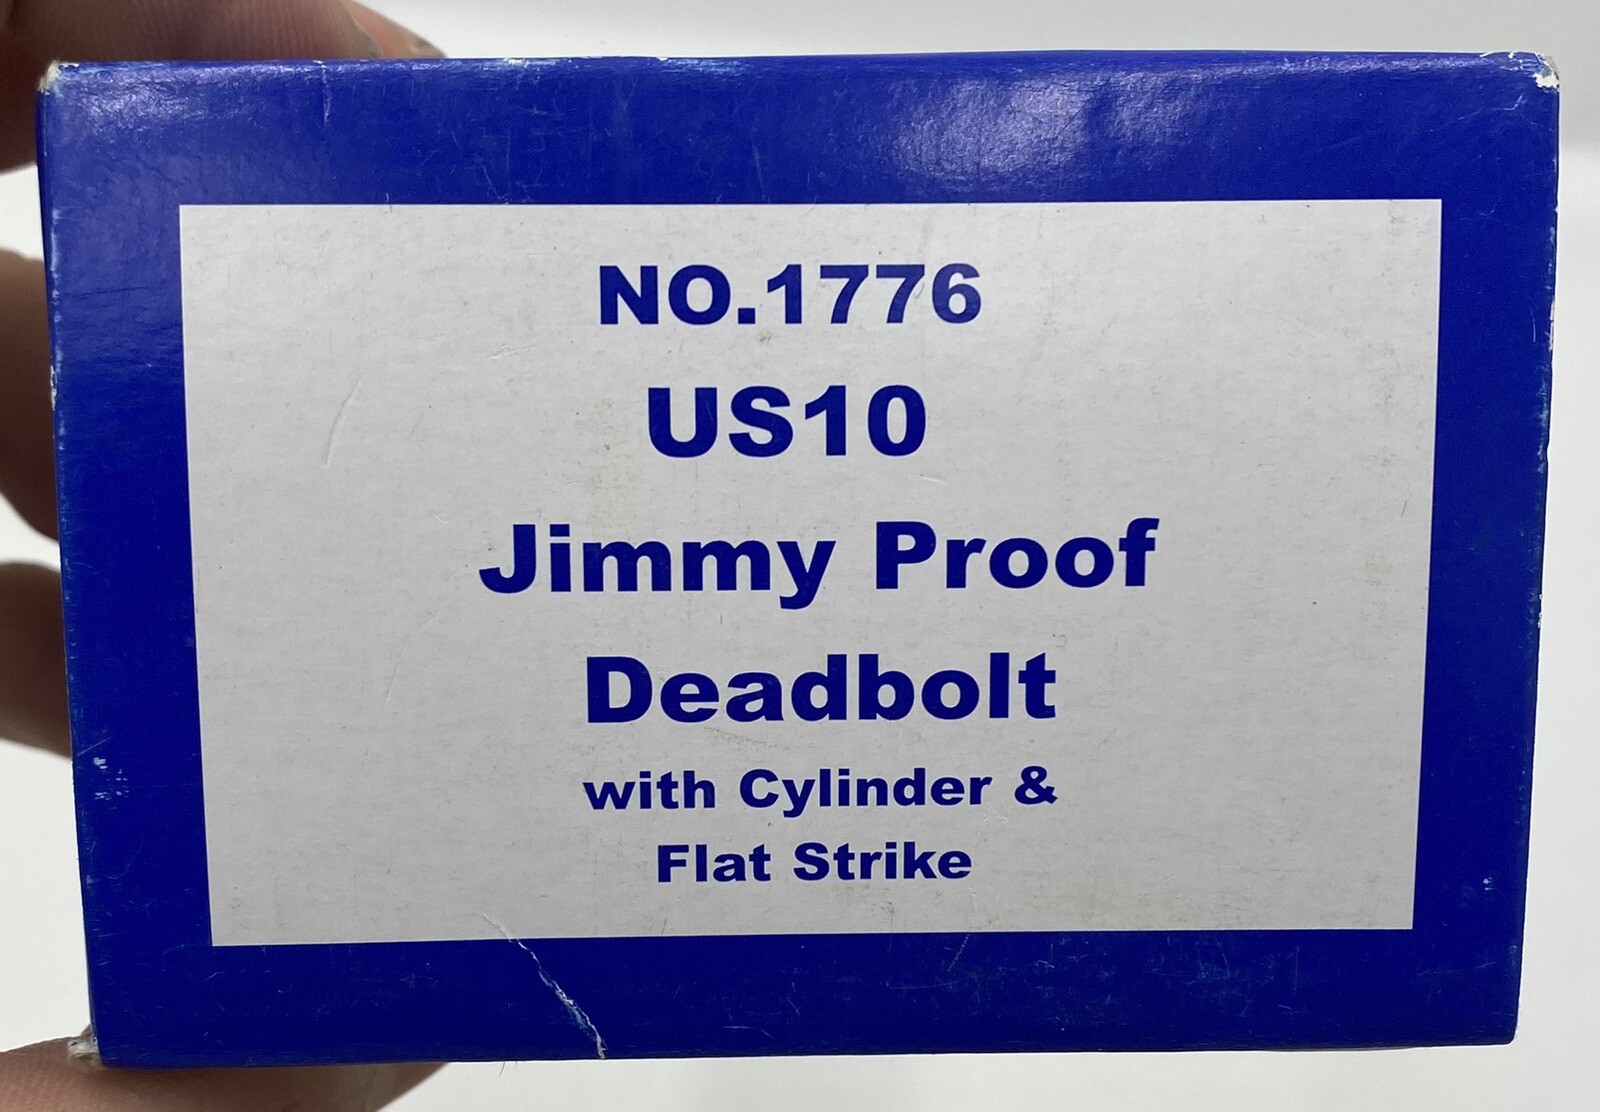 NO.1776
US10
Jimmy Proof
Deadbolt
with Cylinder &
Flat Strike